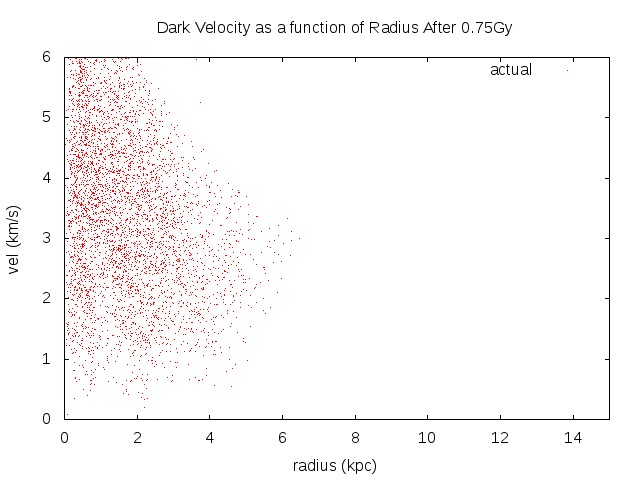 Dark Velocity as a function of Radius After 0.75Gy
actual
6
5
4
3
2
1
0
vel (km/s)
0 2 4 6 8 10 12 14
radius (kpc)